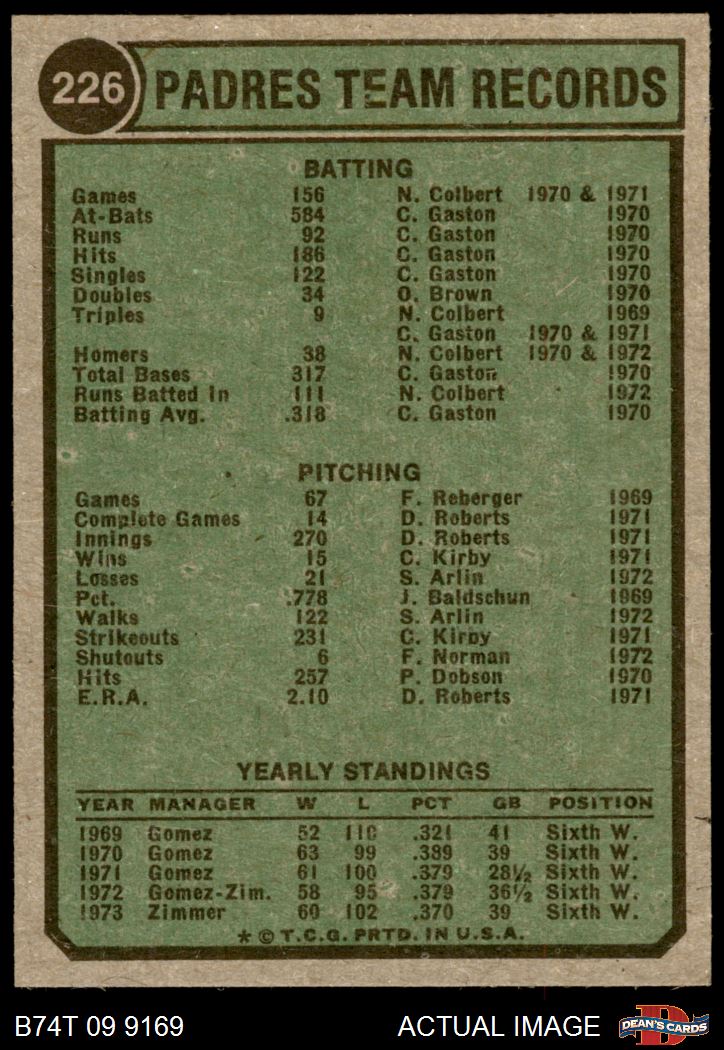 226 PADRES TEAM RECORDS
BATTING
Games 156 N. Colbert 1970 & 1971
At-Bats 584 C. Gaston 1970
Runs 92 C. Gaston 1970
Hits 186 C. Gaston 1970
Singles 122 C. Gaston 1970
Doubles 34 O. Brown 1970
Triples 9 N. Colbert 1969
C. Gaston 1970 & 1971
Homers 38 N. Colbert 1970 & 1972
Total Bases 317 C. Gaston 1970
Runs Batted In 111 N. Colbert 1972
Batting Avg. .318 C. Gaston 1970
PITCHING
Games 67 F. Reberger 1969
Complete Games 14 D. Roberts 1971
Innings 270 D. Roberts 1971
Wins 15 C. Kirby 1971
Losses 21 S. Arlin 1972
Pct. .778 J. Baldschun 1969
Walks 122 S. Arlin 1972
Strikeouts 231 C. Kirby 1971
Shutouts 6 F. Norman 1972
Hits 257 P. Dobson 1970
E.R.A. 2.10 D. Roberts 1971
YEARLY STANDINGS
YEAR MANAGER W L PCT GB POSITION
1969 Gomez 52 110 .321 41 Sixth W.
1970 Gomez 63 99 .389 39 Sixth W.
1971 Gomez 61 100 .379 28½ Sixth W.
1972 Gomez-Zim. 58 95 .379 36½ Sixth W.
1973 Zimmer 60 102 .370 39 Sixth W.
* © T.C.G. PRTD. IN U.S.A.
B74T 09 9169 ACTUAL IMAGE D DEAN'S CARDS